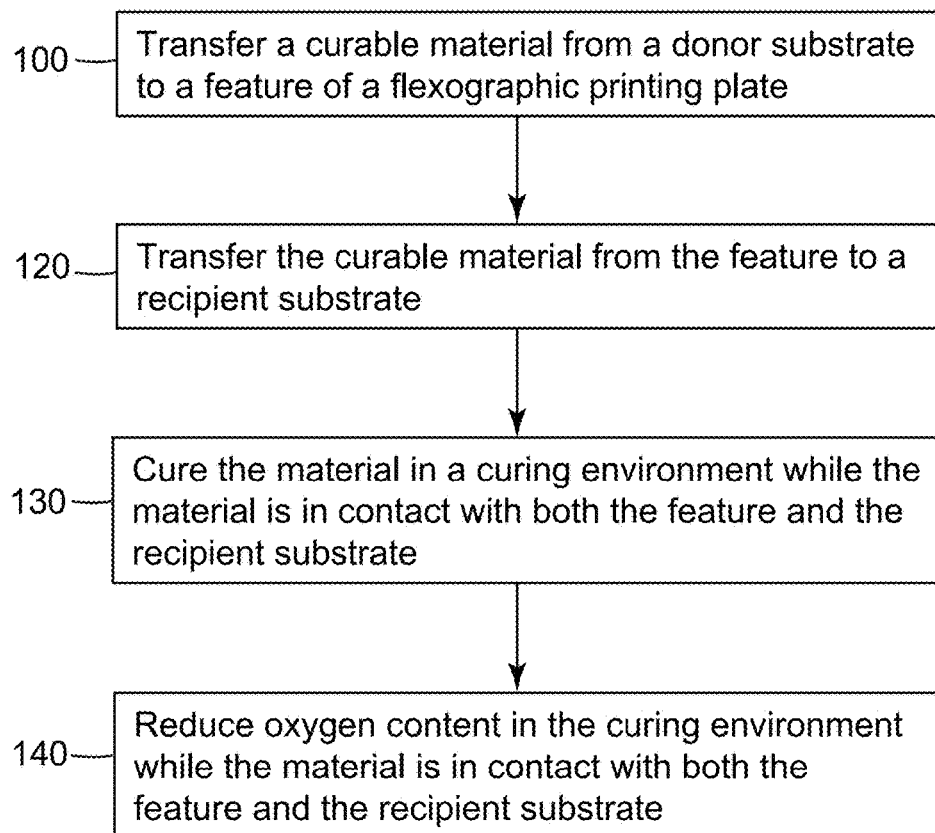 100
Transfer a curable material from a donor substrate
to a feature of a flexographic printing plate
120
Transfer the curable material from the feature to a
recipient substrate
130
Cure the material in a curing environment while the
material is in contact with both the feature and the
recipient substrate
140
Reduce oxygen content in the curing environment
while the material is in contact with both the
feature and the recipient substrate